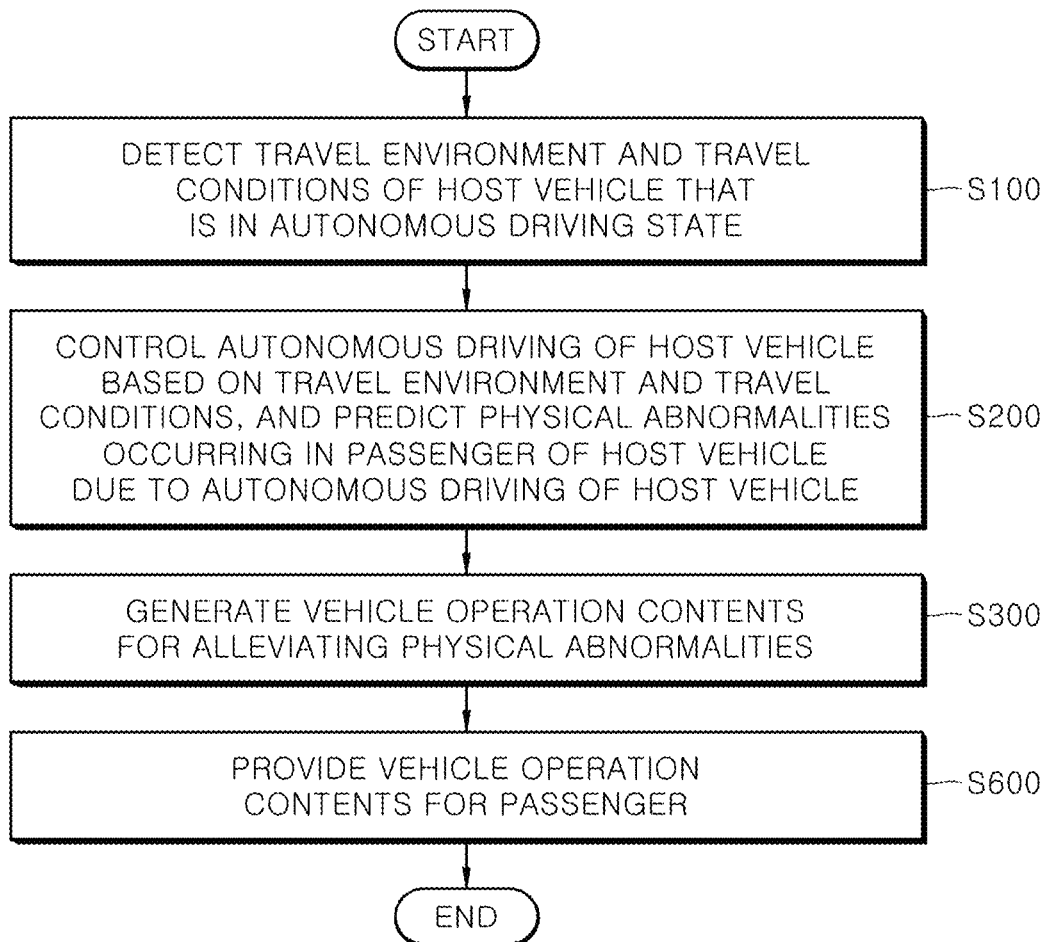 START
DETECT TRAVEL ENVIRONMENT AND TRAVEL
CONDITIONS OF HOST VEHICLE THAT
IS IN AUTONOMOUS DRIVING STATE
S100
CONTROL AUTONOMOUS DRIVING OF HOST VEHICLE
BASED ON TRAVEL ENVIRONMENT AND TRAVEL
CONDITIONS, AND PREDICT PHYSICAL ABNORMALITIES
OCCURRING IN PASSENGER OF HOST VEHICLE
DUE TO AUTONOMOUS DRIVING OF HOST VEHICLE
S200
GENERATE VEHICLE OPERATION CONTENTS
FOR ALLEVIATING PHYSICAL ABNORMALITIES
S300
PROVIDE VEHICLE OPERATION
CONTENTS FOR PASSENGER
S600
END